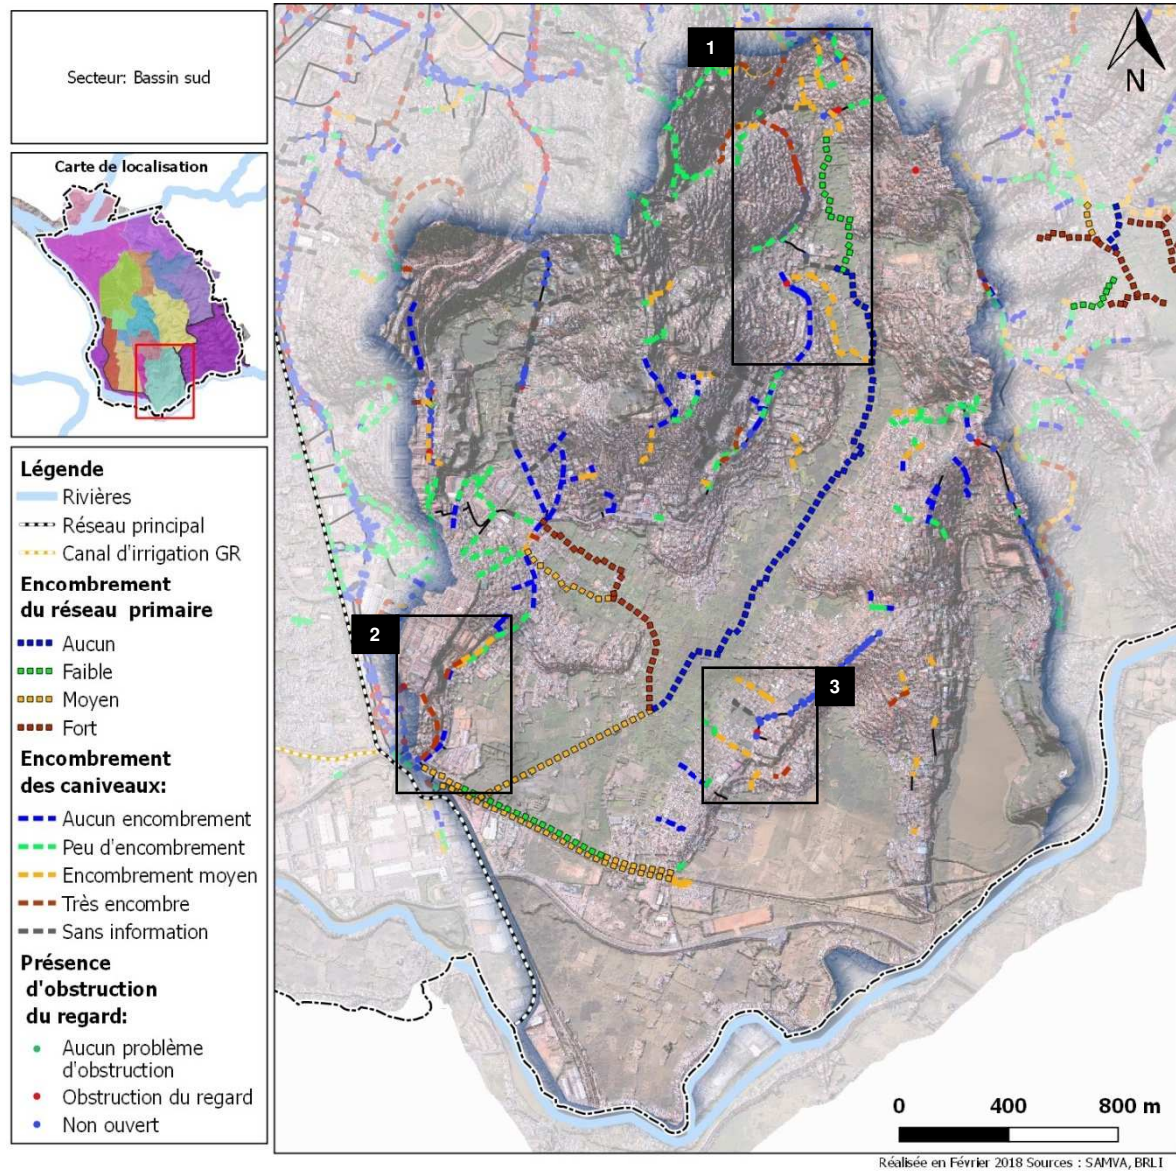 Secteur: Bassin sud
Carte de localisation
Légende
Rivières
Réseau principal
Canal d'irrigation GR
Encombrement
du réseau primaire
Aucun
Faible
Moyen
Fort
Encombrement
des caniveaux:
Aucun encombrement
Peu d'encombrement
Encombrement moyen
Très encombre
Sans information
Présence
d'obstruction
du regard:
Aucun problème
d'obstruction
Obstruction du regard
Non ouvert
1
2
3
N
0 400 800 m
Réalisée en Février 2018 Sources : SAMVA, BRLI